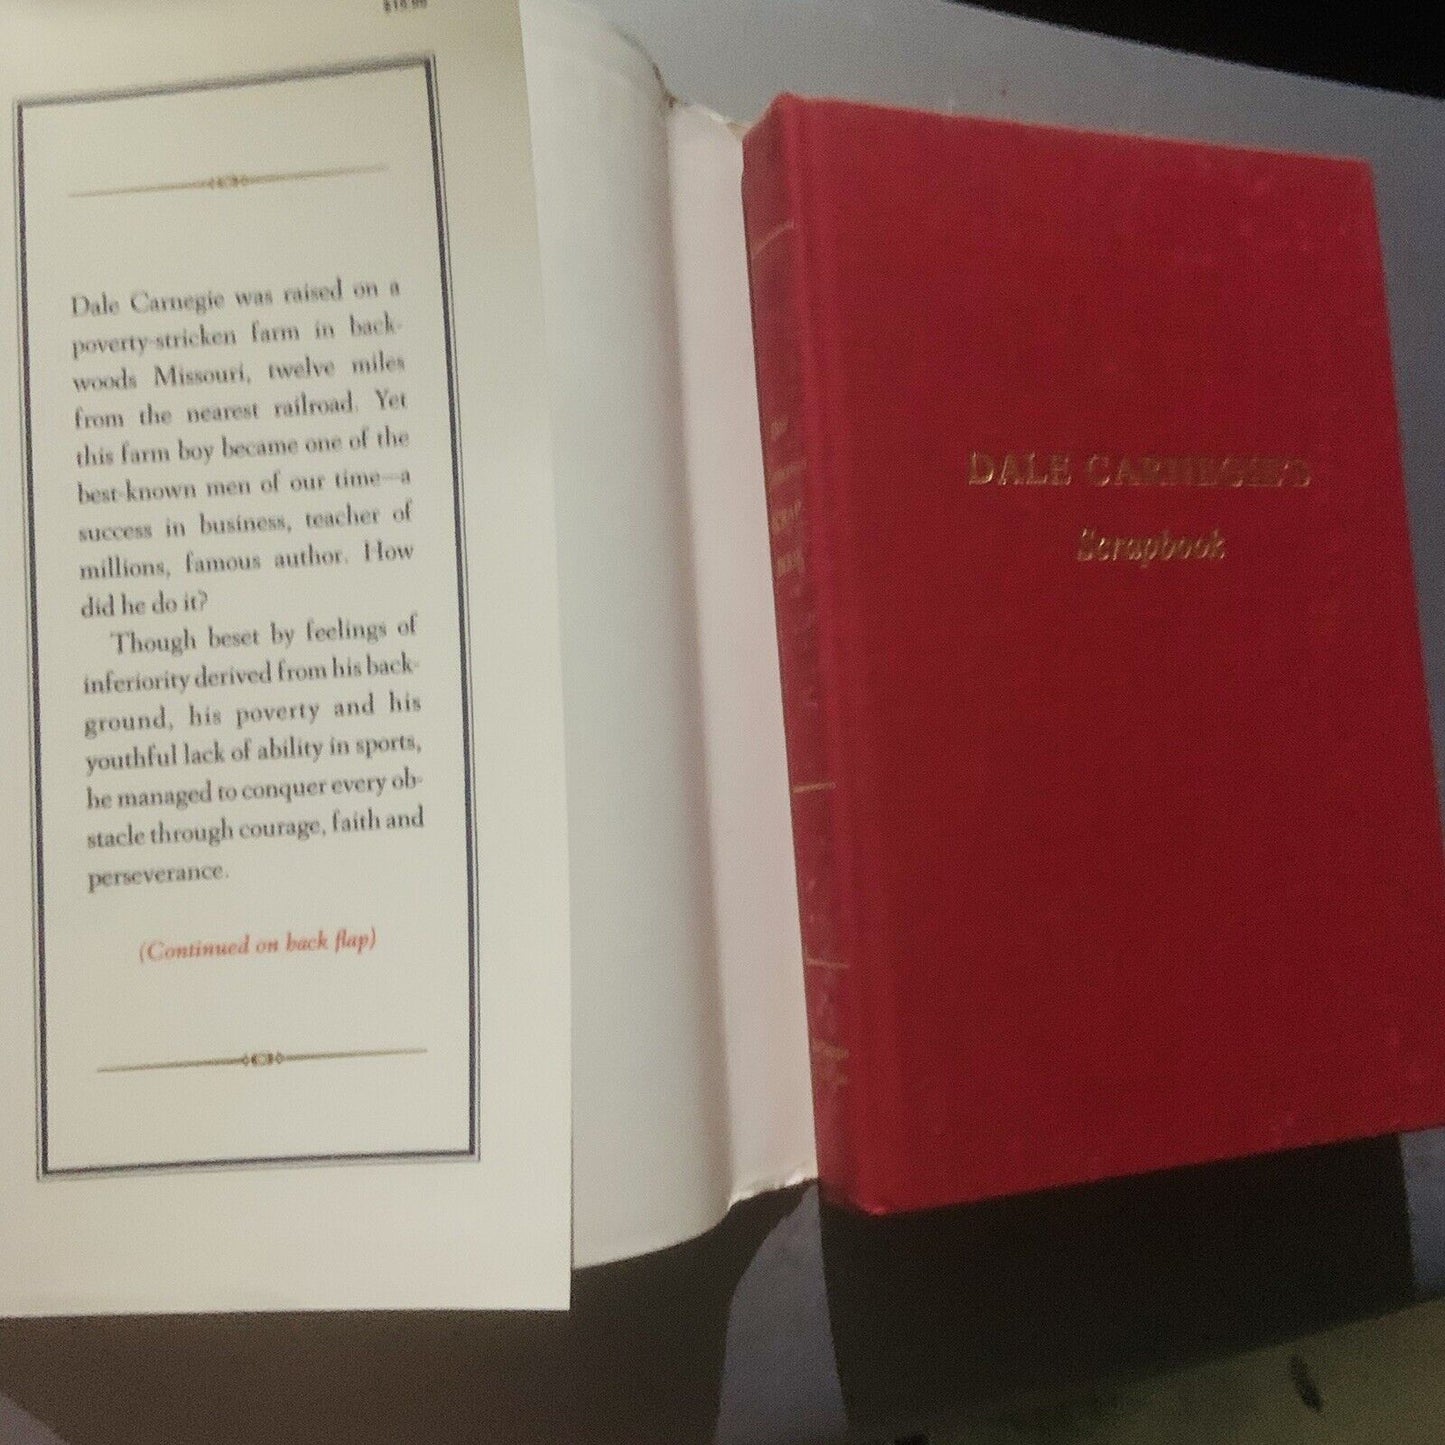 Dale Carnegie was raised on a
poverty-stricken farm in back-
woods Missouri, twelve miles
from the nearest railroad. Yet
this farm boy became one of the
best-known men of our time—a
success in business, teacher of
millions, famous author. How
did he do it?
Though beset by feelings of
inferiority derived from his back-
ground, his poverty and his
youthful lack of ability in sports,
he managed to conquer every ob-
stacle through courage, faith and
perseverance.
(Continued on back flap)
DALE CARNEGIE'S
Scrapbook